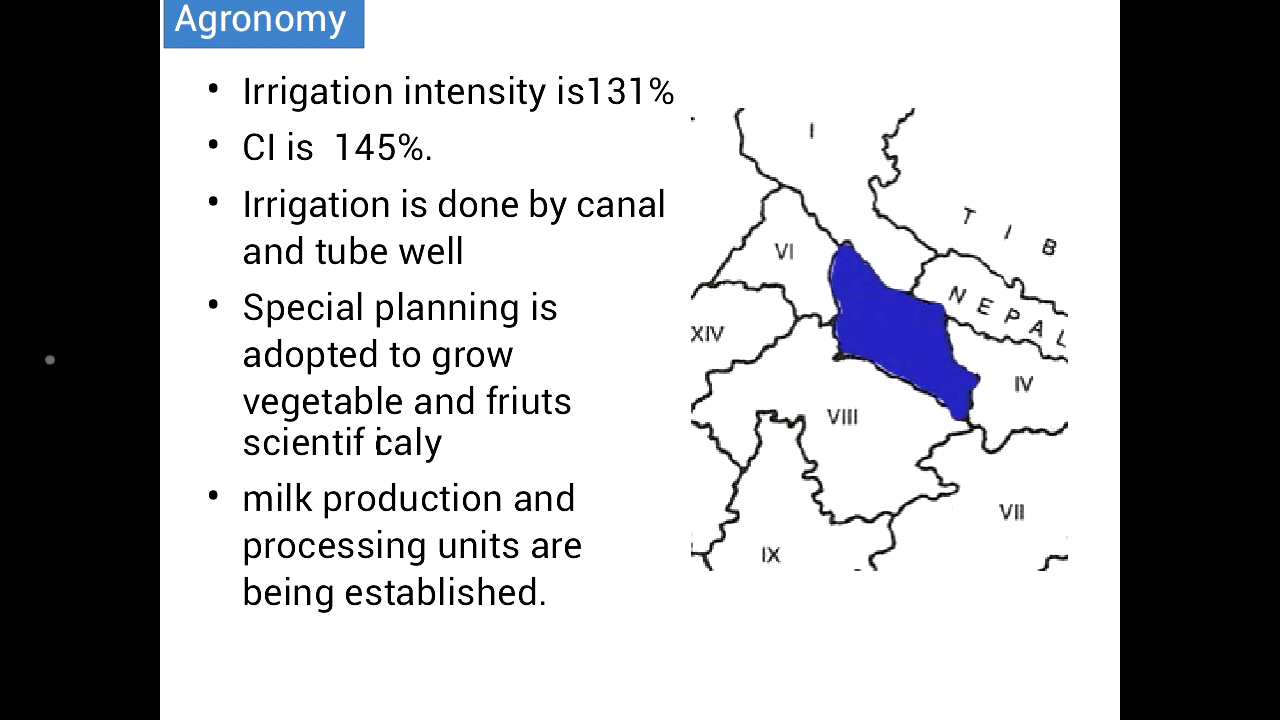 Agronomy
• Irrigation intensity is131%
• CI is  145%.
• Irrigation is done by canal
and tube well
• Special planning is
adopted to grow
vegetable and friuts
scientif icaly
• milk production and
processing units are
being established.
I
T I B
VI
NEPAL
XIV
IV
VIII
VII
IX